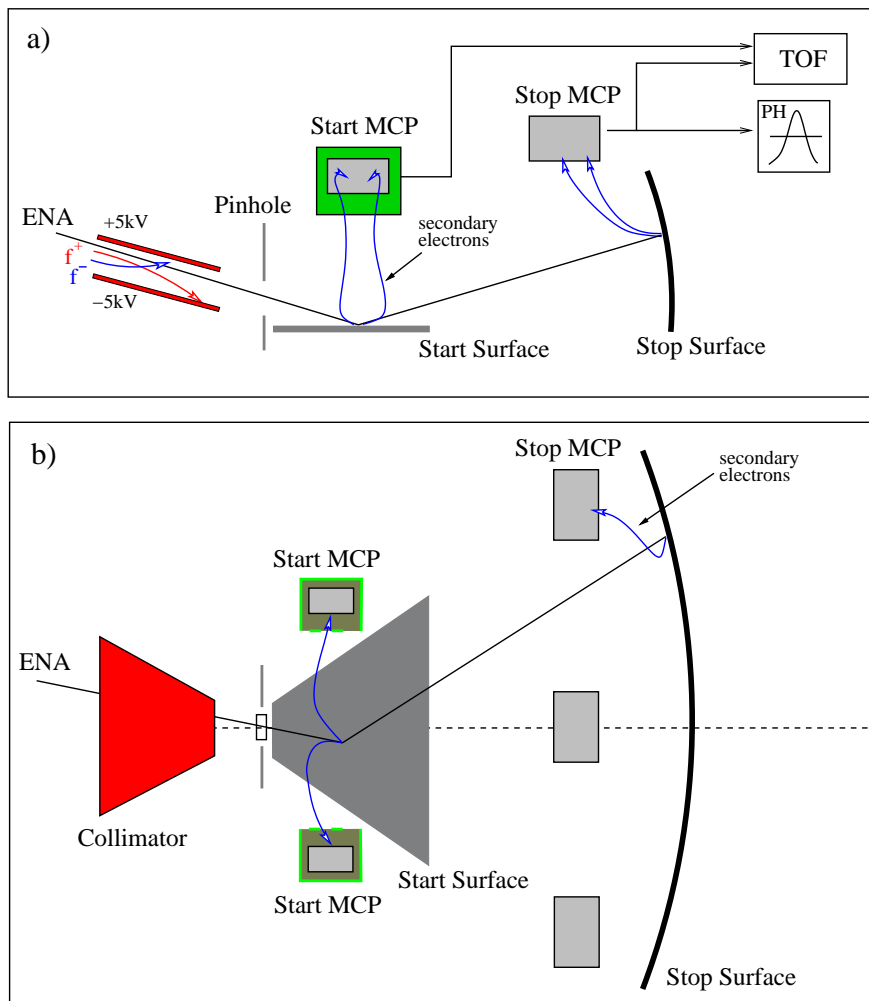 a)
TOF
Stop MCP
PH
Start MCP
Pinhole
ENA
+5kV
secondary
electrons
f+
f−
−5kV
Start Surface
Stop Surface
b)
Stop MCP
secondary
electrons
Start MCP
ENA
Collimator
Start Surface
Start MCP
Stop Surface